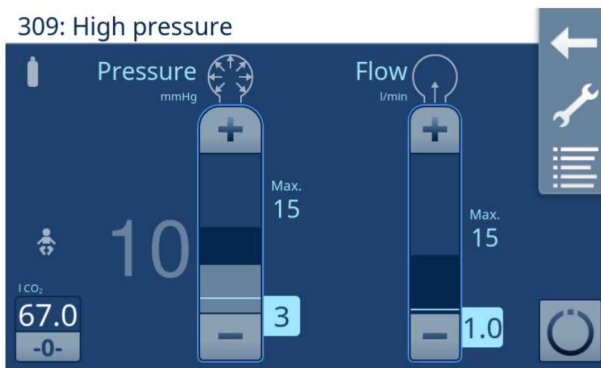 309: High pressure
Pressure
mmHg
Flow
l/min
+
+
Max.
15
Max.
15
10
l CO₂
67.0
-0-
3
1.0
−
−